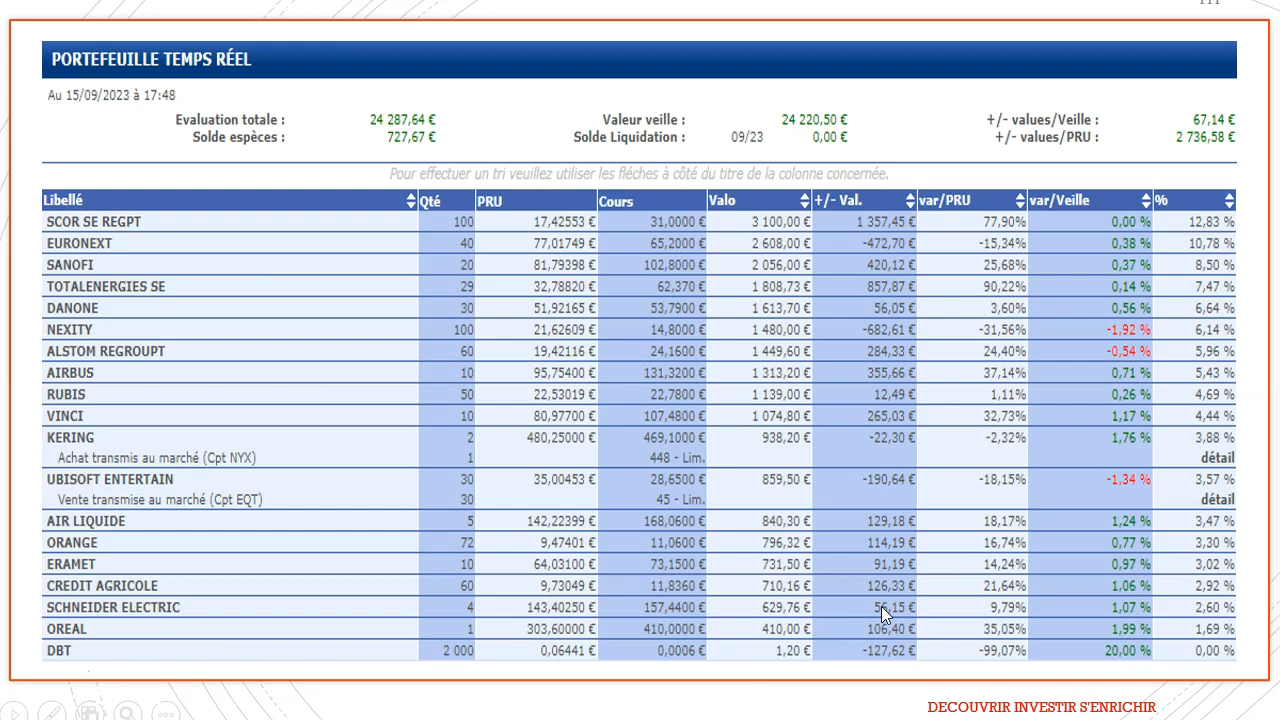 PORTEFEUILLE TEMPS RÉEL
Au 15/09/2023 à 17:48
Evaluation totale : 24 287,64 € Valeur veille : 24 220,50 € +/- values/Veille : 67,14 €
Solde espèces : 727,67 € Solde Liquidation : 09/23 0,00 € +/- values/PRU : 2 736,58 €
Pour effectuer un tri veuillez utiliser les fléches à côté du titre de la colonne concernée.
Libellé Qté PRU Cours Valo +/- Val. var/PRU var/Veille %
SCOR SE REGPT 100 17,42553 € 31,0000 € 3 100,00 € 1 357,45 € 77,90% 0,00 % 12,83 %
EURONEXT 40 77,01749 € 65,2000 € 2 608,00 € -472,70 € -15,34% 0,38 % 10,78 %
SANOFI 20 81,79398 € 102,8000 € 2 056,00 € 420,12 € 25,68% 0,37 % 8,50 %
TOTALENERGIES SE 29 32,78820 € 62,370 € 1 808,73 € 857,87 € 90,22% 0,14 % 7,47 %
DANONE 30 51,92165 € 53,7900 € 1 613,70 € 56,05 € 3,60% 0,56 % 6,64 %
NEXITY 100 21,62609 € 14,8000 € 1 480,00 € -682,61 € -31,56% -1,92 % 6,14 %
ALSTOM REGROUPT 60 19,42116 € 24,1600 € 1 449,60 € 284,33 € 24,40% -0,54 % 5,96 %
AIRBUS 10 95,75400 € 131,3200 € 1 313,20 € 355,66 € 37,14% 0,71 % 5,43 %
RUBIS 50 22,53019 € 22,7800 € 1 139,00 € 12,49 € 1,11% 0,26 % 4,69 %
VINCI 10 80,97700 € 107,4800 € 1 074,80 € 265,03 € 32,73% 1,17 % 4,44 %
KERING 2 480,25000 € 469,1000 € 938,20 € -22,30 € -2,32% 1,76 % 3,88 %
Achat transmis au marché (Cpt NYX) 1 448 - Lim. détail
UBISOFT ENTERTAIN 30 35,00453 € 28,6500 € 859,50 € -190,64 € -18,15% -1,34 % 3,57 %
Vente transmise au marché (Cpt EQT) 30 45 - Lim. détail
AIR LIQUIDE 5 142,22399 € 168,0600 € 840,30 € 129,18 € 18,17% 1,24 % 3,47 %
ORANGE 72 9,47401 € 11,0600 € 796,32 € 114,19 € 16,74% 0,77 % 3,30 %
ERAMET 10 64,03100 € 73,1500 € 731,50 € 91,19 € 14,24% 0,97 % 3,02 %
CREDIT AGRICOLE 60 9,73049 € 11,8360 € 710,16 € 126,33 € 21,64% 1,06 % 2,92 %
SCHNEIDER ELECTRIC 4 143,40250 € 157,4400 € 629,76 € 56,15 € 9,79% 1,07 % 2,60 %
OREAL 1 303,60000 € 410,0000 € 410,00 € 106,40 € 35,05% 1,99 % 1,69 %
DBT 2 000 0,06441 € 0,0006 € 1,20 € -127,62 € -99,07% 20,00 % 0,00 %
DECOUVRIR INVESTIR S'ENRICHIR